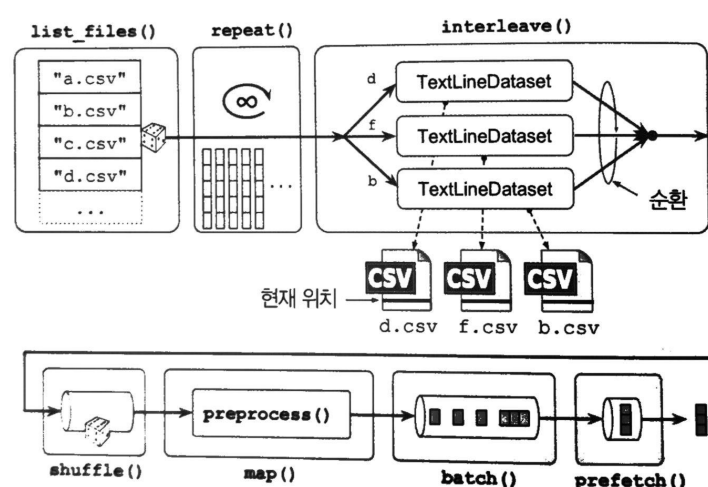 list_files()
repeat()
interleave()
"a.csv"
"b.csv"
"c.csv"
"d.csv"
...
∞
...
d
TextLineDataset
f
TextLineDataset
b
TextLineDataset
순환
CSV
CSV
CSV
현재 위치
d.csv
f.csv
b.csv
preprocess()
shuffle()
map()
batch()
prefetch()